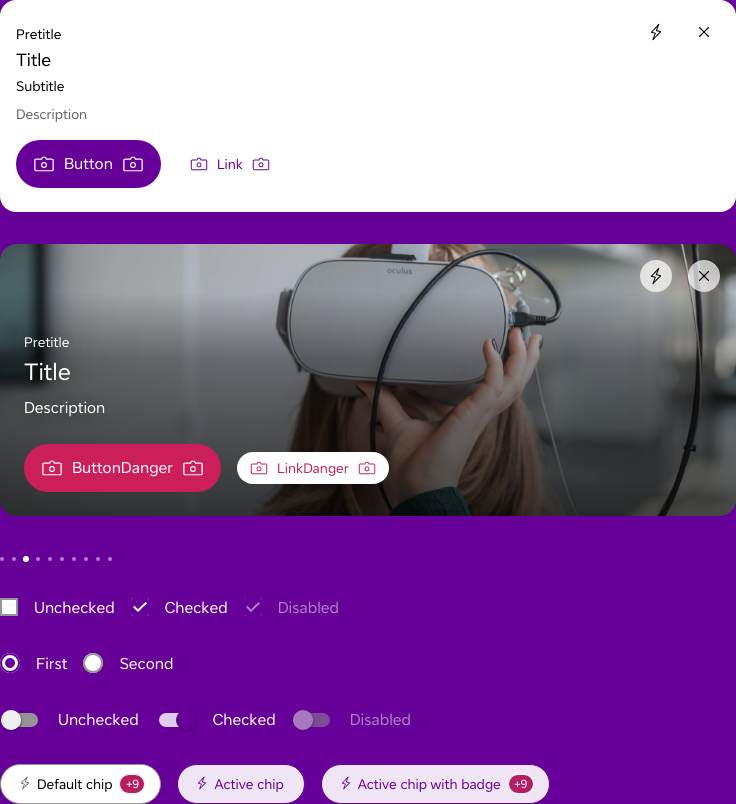 Pretitle
Title
Subtitle
Description
Button Link
oculus
Pretitle
Title
Description
ButtonDanger LinkDanger
Unchecked Checked Disabled
First Second
Unchecked Checked Disabled
Default chip +9 Active chip Active chip with badge +9